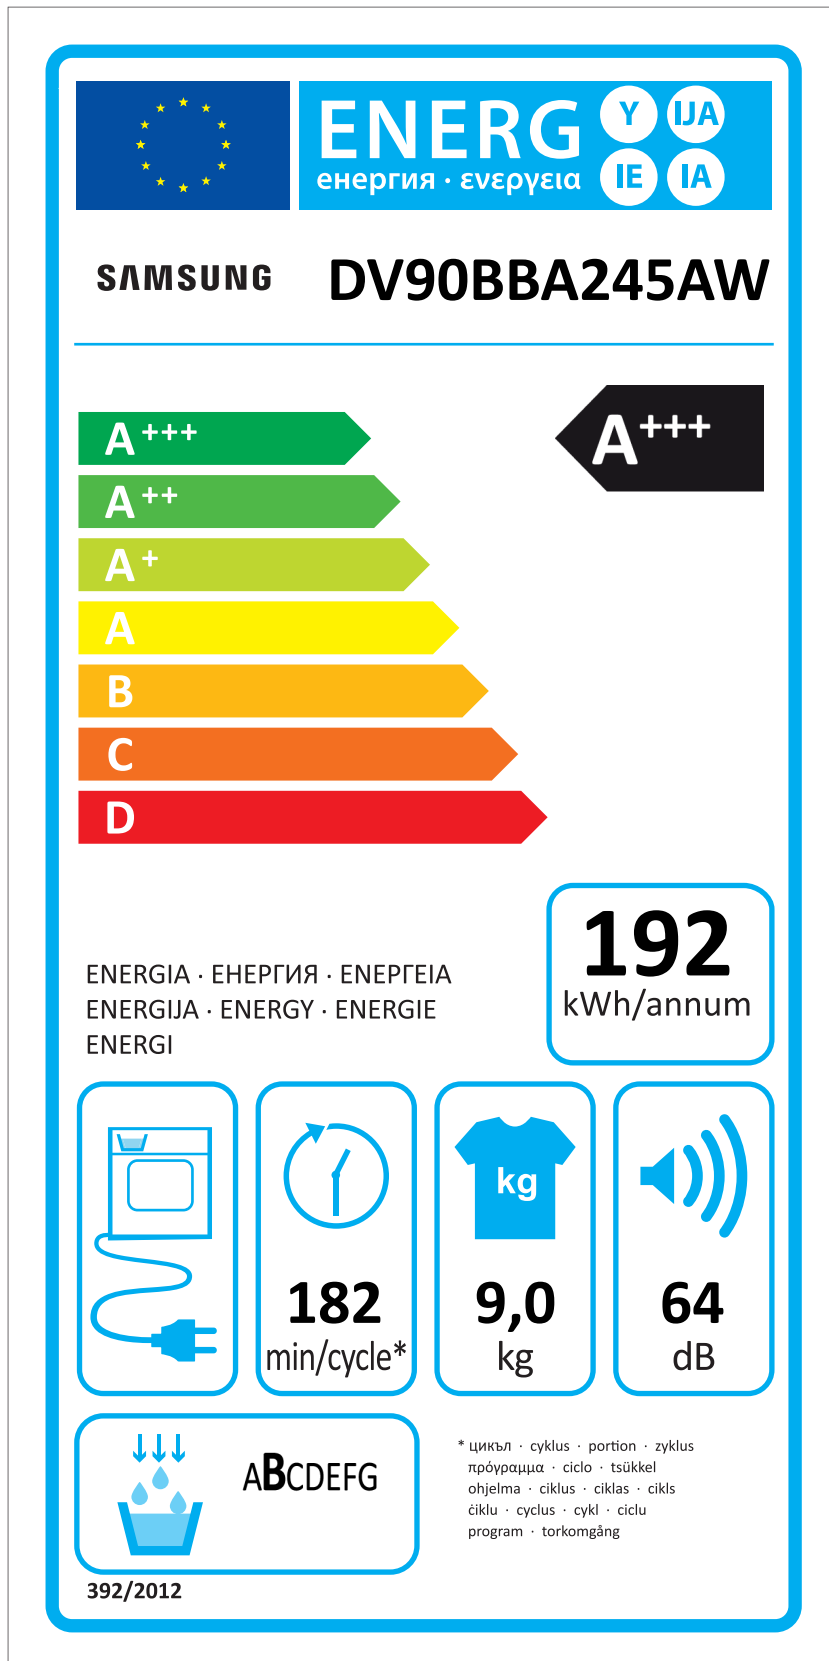 ENERG Y IJA
енергия · ενεργεια IE IA
SAMSUNG DV90BBA245AW
A+++ A+++
A++
A+
A
B
C
D
192
kWh/annum
ENERGIA · ЕНЕРГИЯ · ΕΝΕΡΓΕΙΑ
ENERGIJA · ENERGY · ENERGIE
ENERGI
kg
182 9,0 64
min/cycle* kg dB
ABCDEFG
* цикъл · cyklus · portion · zyklus
πρόγραμμα · ciclo · tsükkel
ohjelma · ciklus · ciklas · cikls
ċiklu · cyclus · cykl · ciclu
program · torkomgång
392/2012